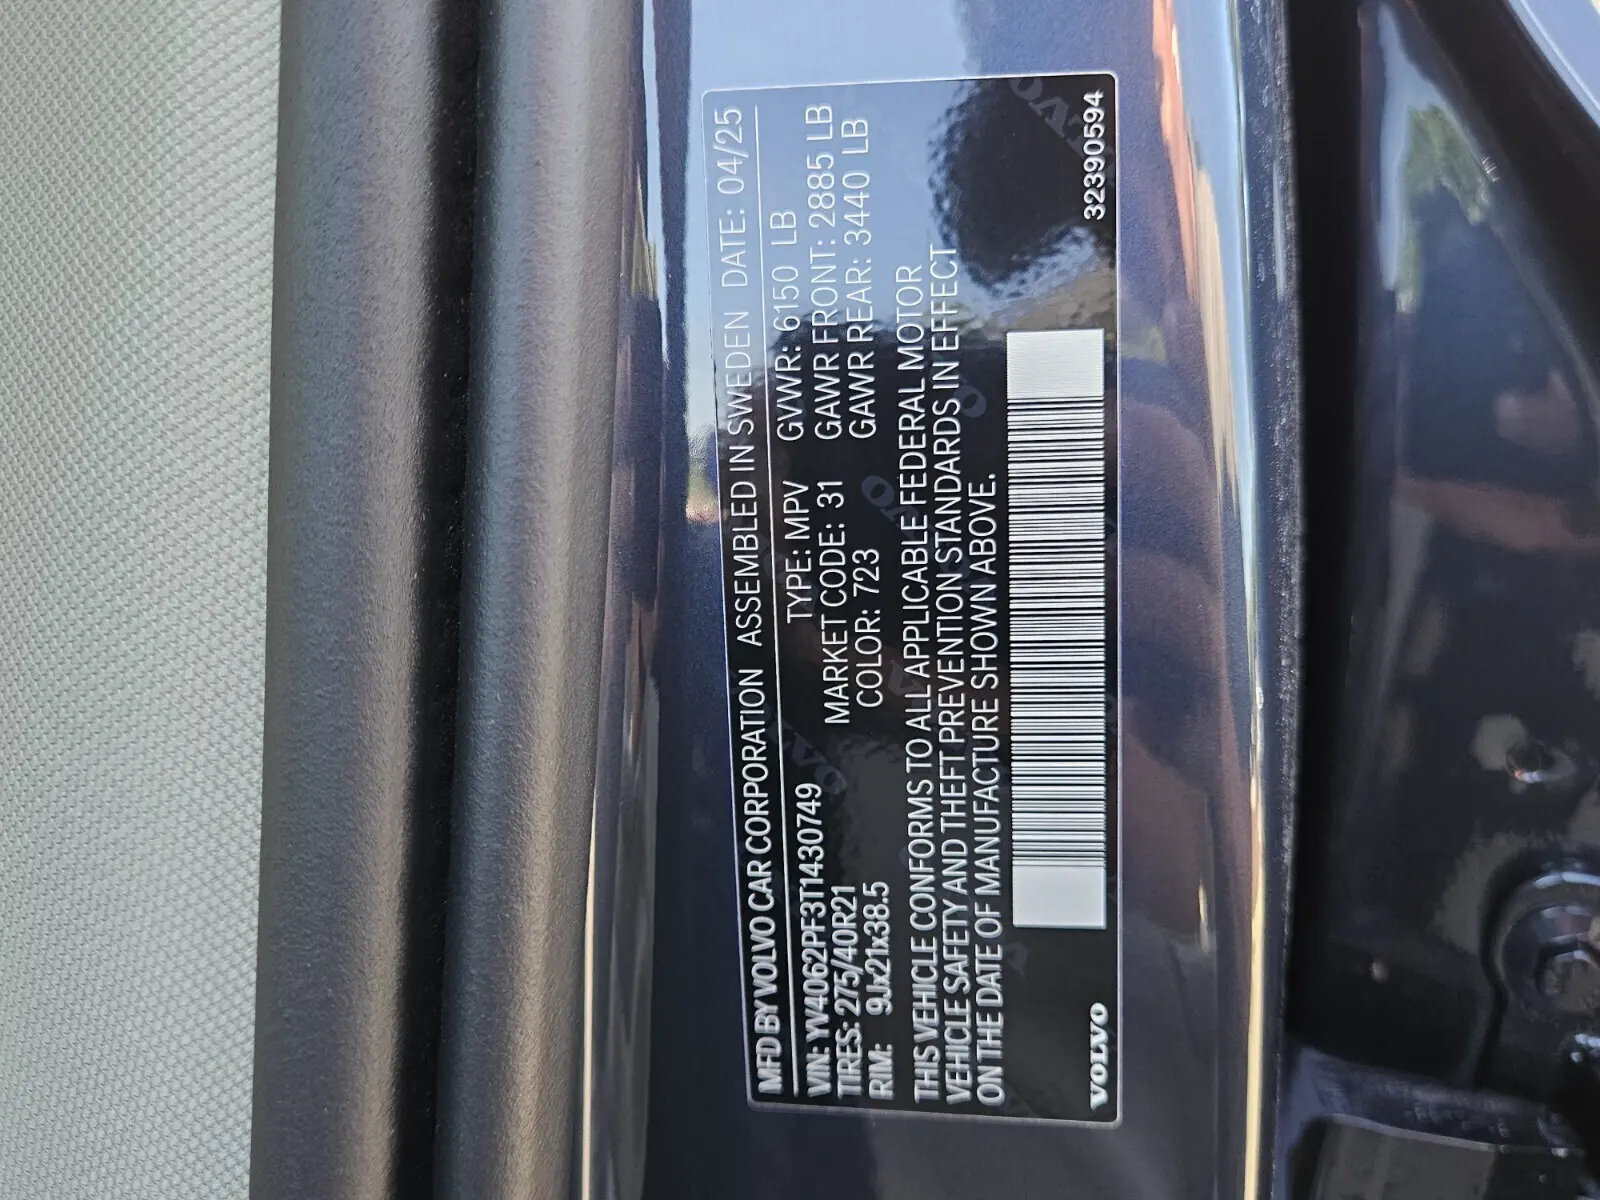 MFD BY VOLVO CAR CORPORATION ASSEMBLED IN SWEDEN DATE: 04/25
VIN: YV4062PF3T1430749 TYPE: MPV GVWR: 6150 LB
TIRES: 275/40R21 MARKET CODE: 31 GAWR FRONT: 2885 LB
RIM: 9Jx21x38.5 COLOR: 723 GAWR REAR: 3440 LB
THIS VEHICLE CONFORMS TO ALL APPLICABLE FEDERAL MOTOR
VEHICLE SAFETY AND THEFT PREVENTION STANDARDS IN EFFECT
ON THE DATE OF MANUFACTURE SHOWN ABOVE.
VOLVO 32390594